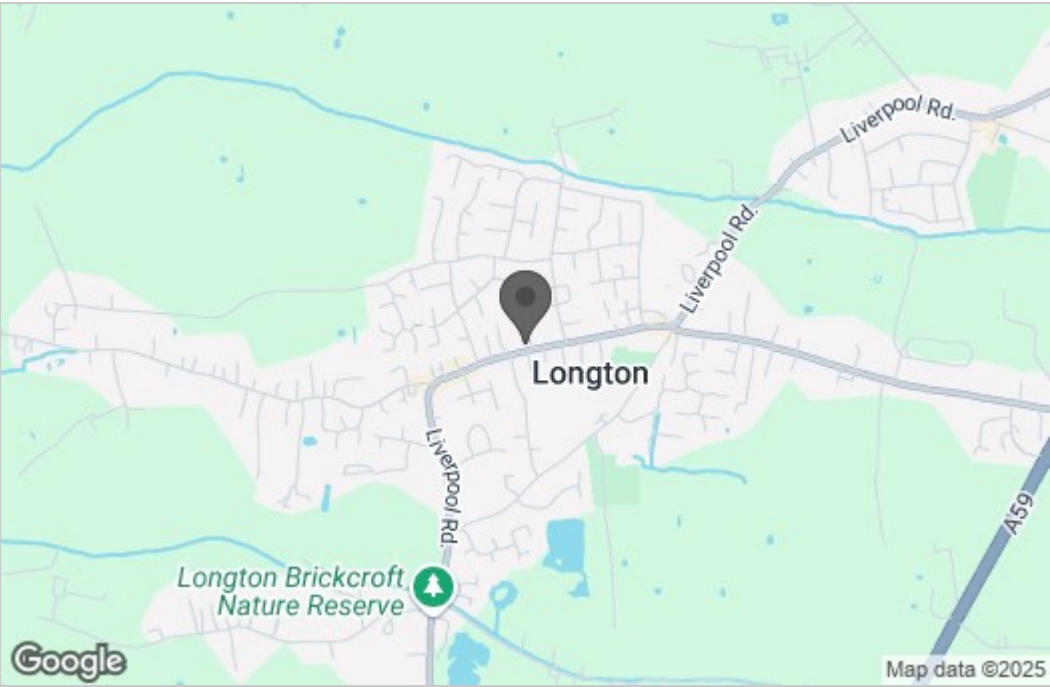 Liverpool Rd.
Liverpool Rd.
Longton
Liverpool Rd.
A59
Longton Brickcroft
Nature Reserve
Google
Map data ©2025